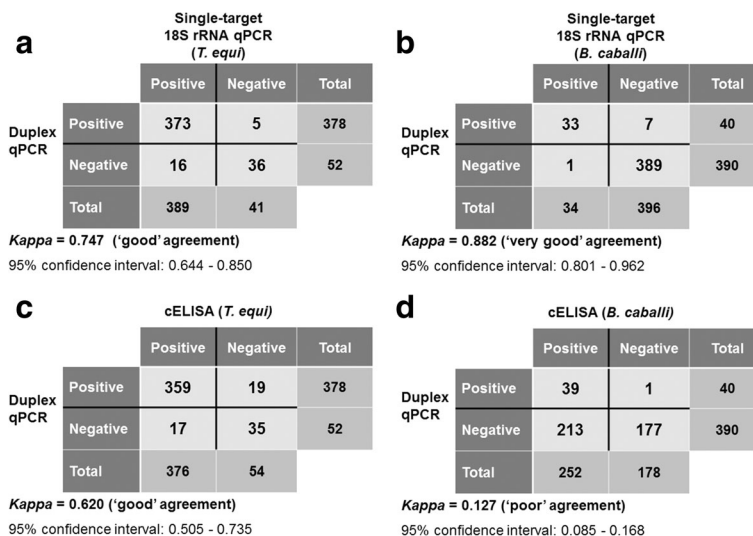 a
Single-target
18S rRNA qPCR
(T. equi)
Positive Negative Total
Duplex
qPCR
Positive 373 5 378
Negative 16 36 52
Total 389 41
Kappa = 0.747 (‘good’ agreement)
95% confidence interval: 0.644 - 0.850
b
Single-target
18S rRNA qPCR
(B. caballi)
Positive Negative Total
Duplex
qPCR
Positive 33 7 40
Negative 1 389 390
Total 34 396
Kappa = 0.882 (‘very good’ agreement)
95% confidence interval: 0.801 - 0.962
c
cELISA (T. equi)
Positive Negative Total
Duplex
qPCR
Positive 359 19 378
Negative 17 35 52
Total 376 54
Kappa = 0.620 (‘good’ agreement)
95% confidence interval: 0.505 - 0.735
d
cELISA (B. caballi)
Positive Negative Total
Duplex
qPCR
Positive 39 1 40
Negative 213 177 390
Total 252 178
Kappa = 0.127 (‘poor’ agreement)
95% confidence interval: 0.085 - 0.168